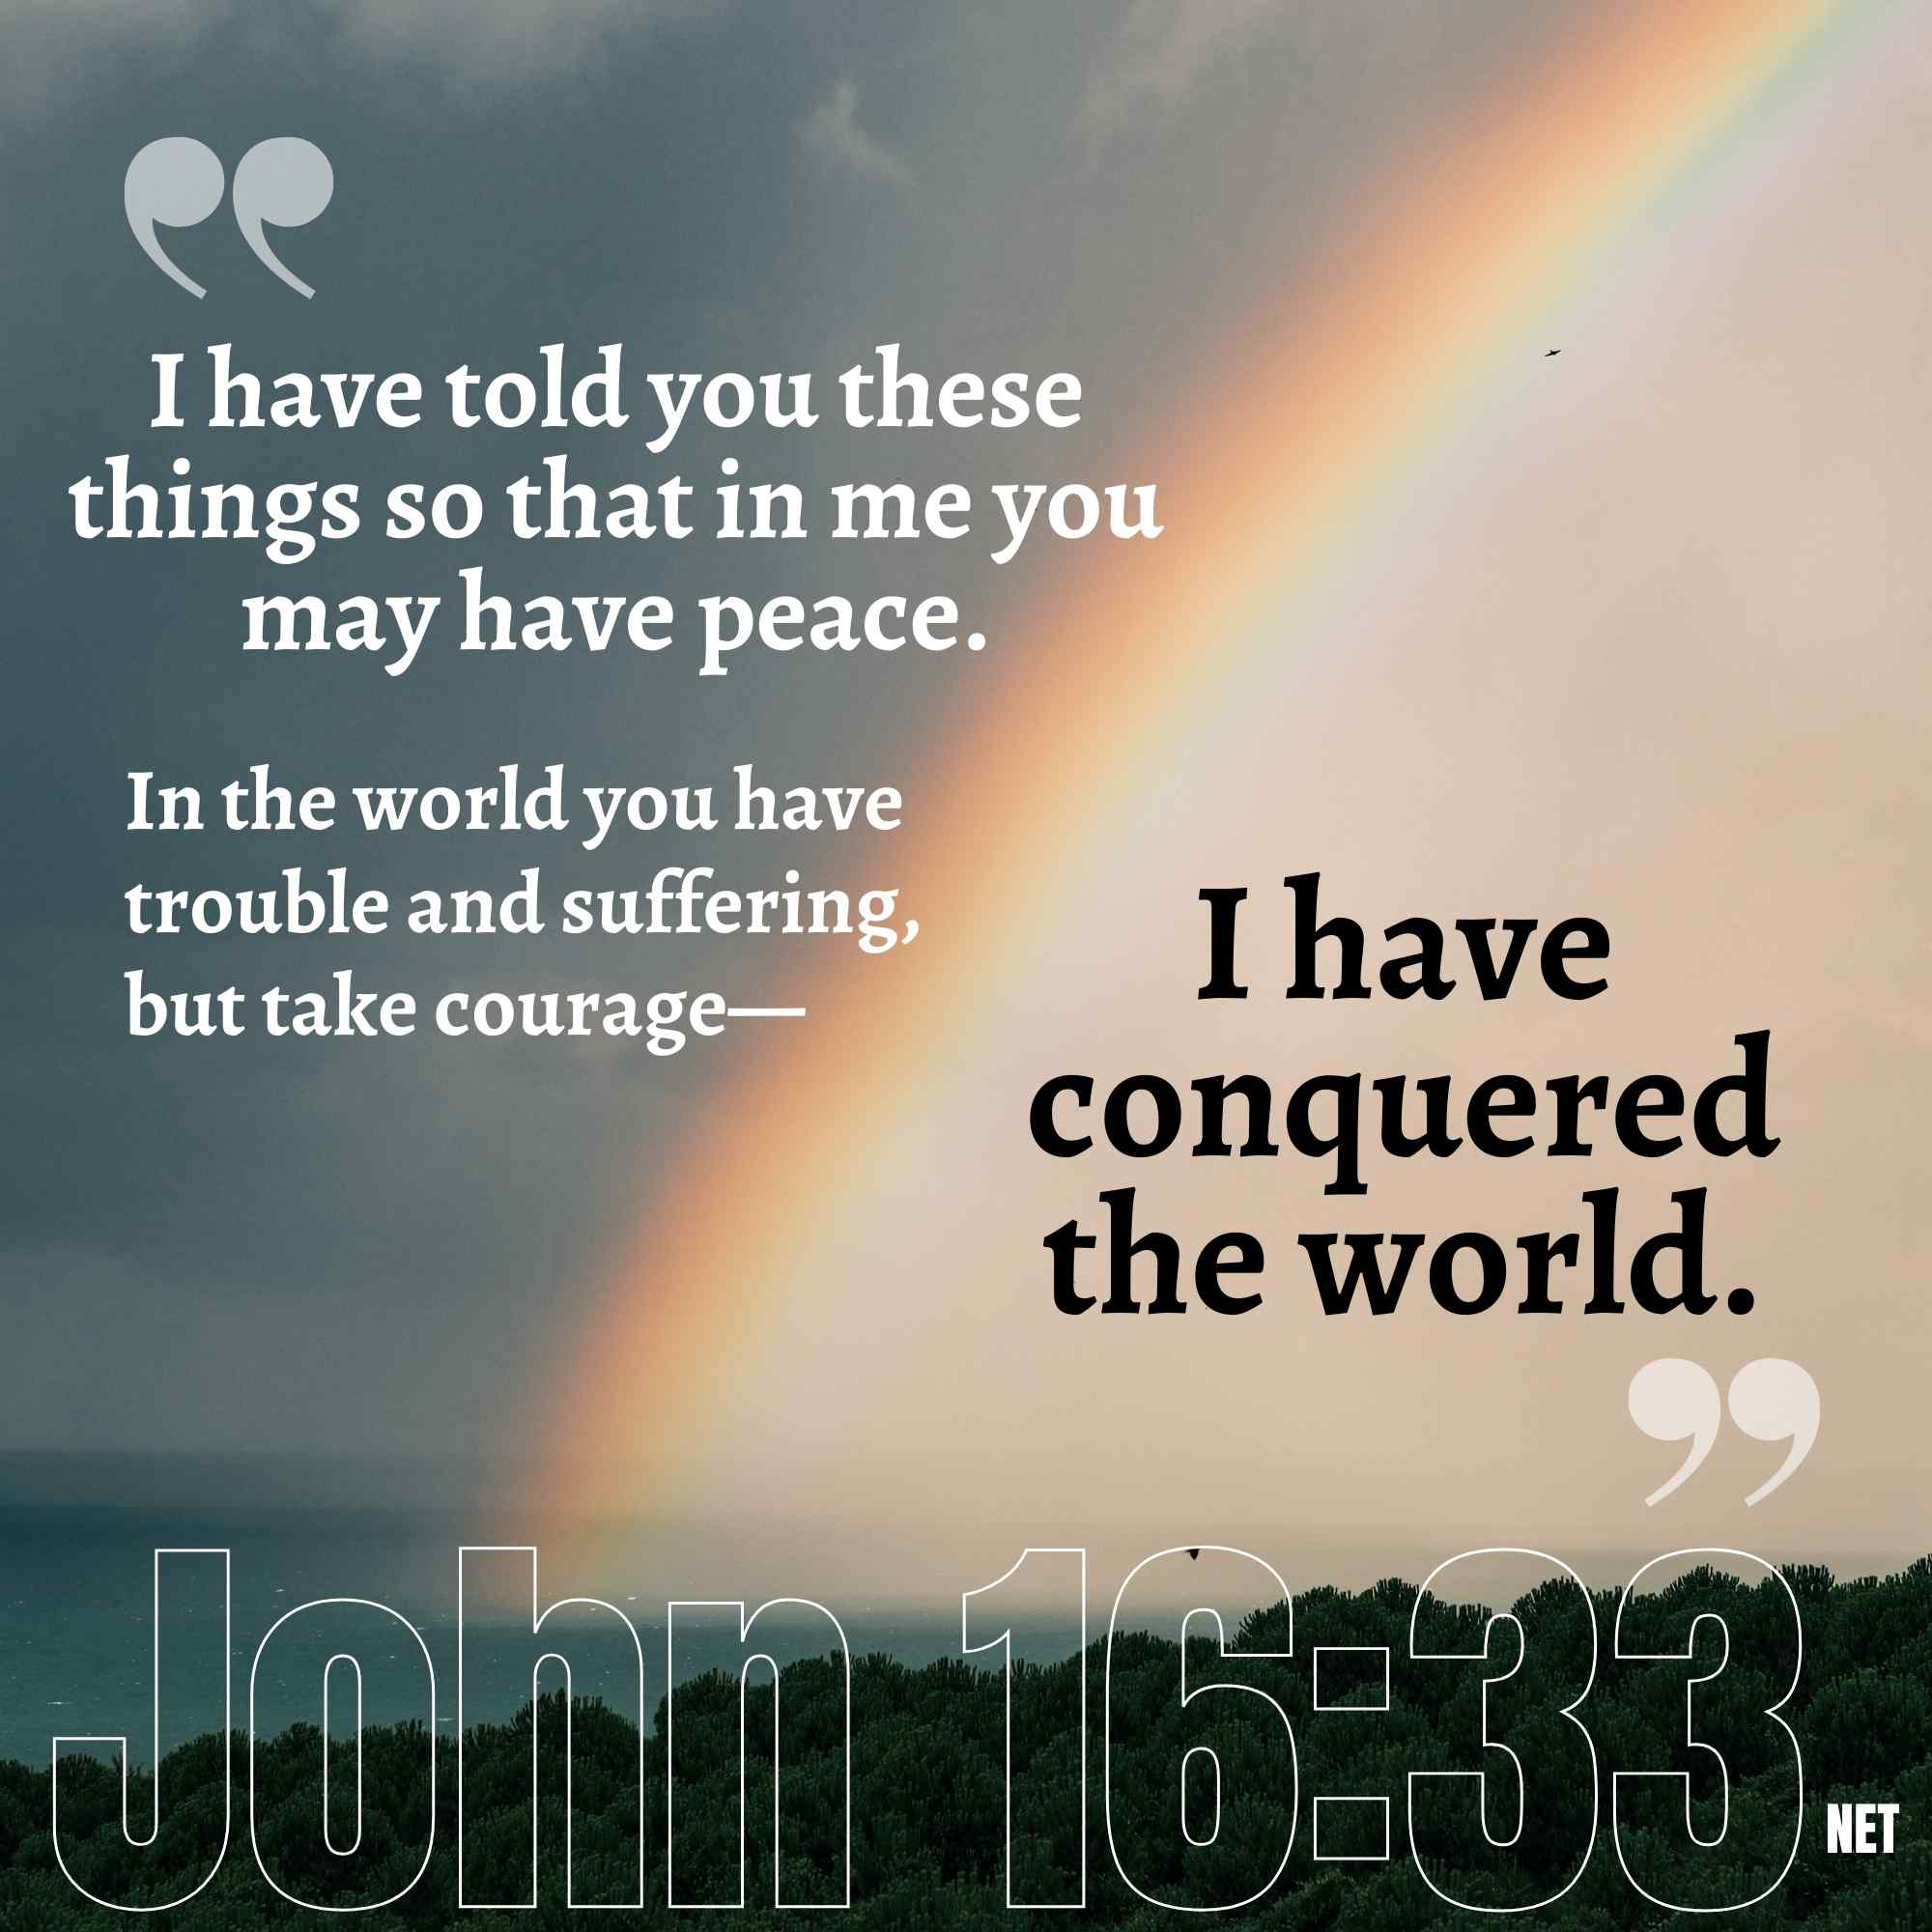 I have told you these
things so that in me you
may have peace.
In the world you have
trouble and suffering,
but take courage—
I have
conquered
the world.
John 16:33
NET